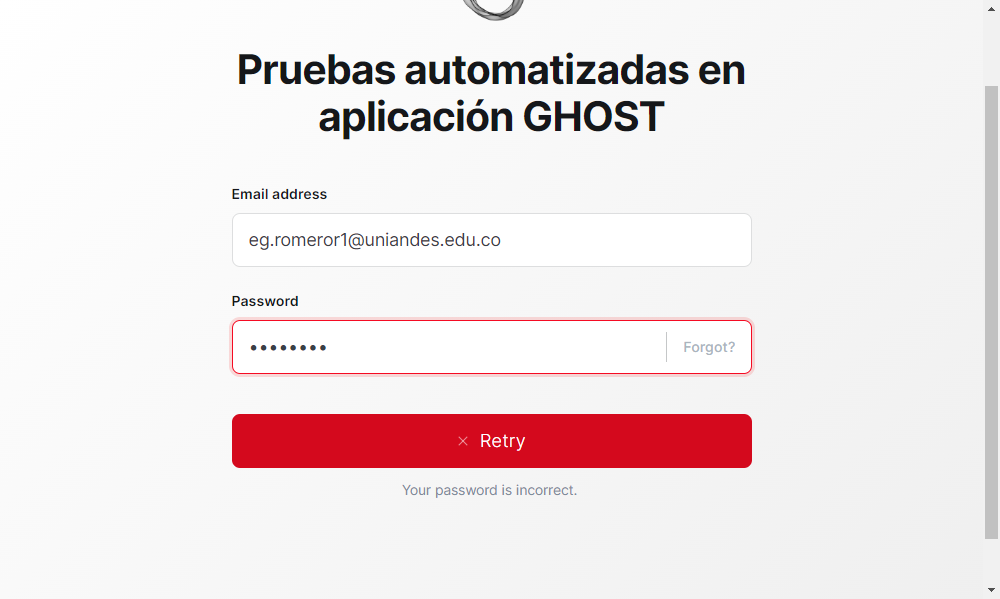 Pruebas automatizadas en
aplicación GHOST
Email address
eg.romeror1@uniandes.edu.co
Password
••••••••
Forgot?
× Retry
Your password is incorrect.